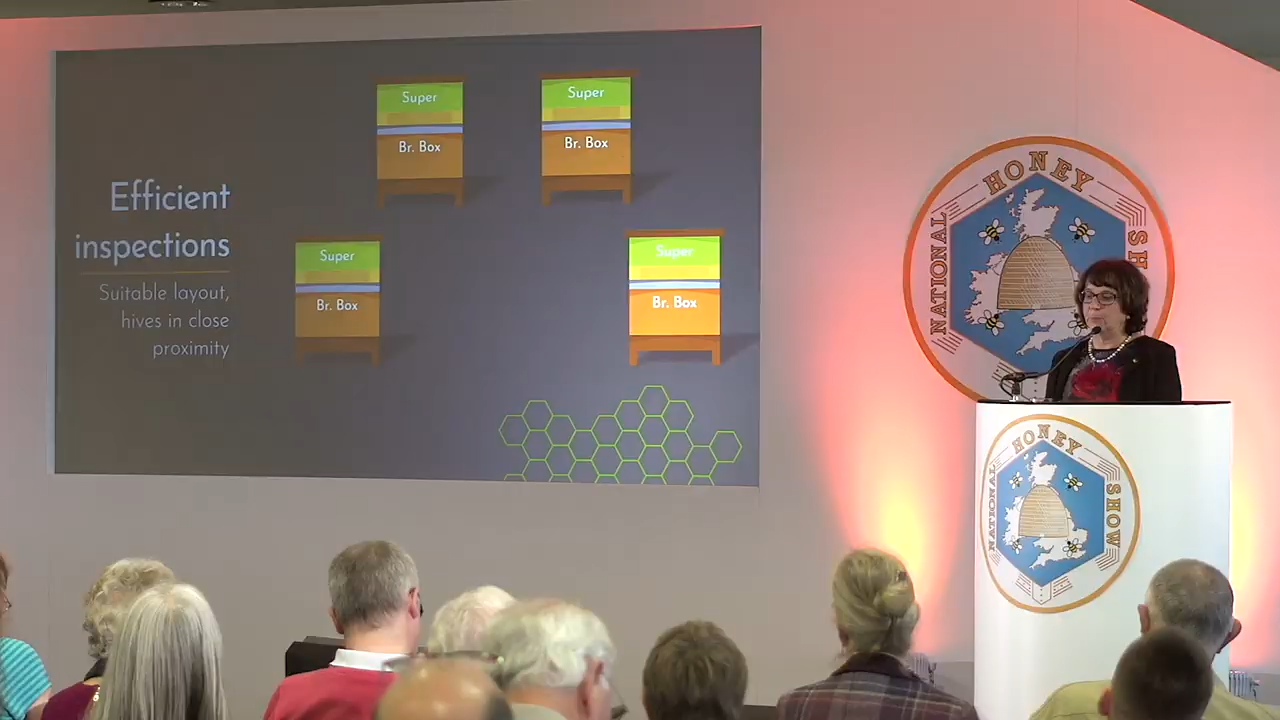 Efficient
inspections
Suitable layout,
hives in close
proximity
Super
Br. Box
Super
Br. Box
Super
Br. Box
Super
Br. Box
NATIONAL HONEY SH
NATIONAL HONEY SHOW